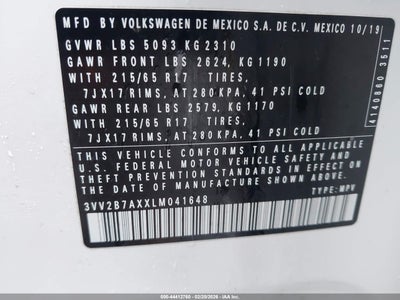 MFD BY VOLKSWAGEN DE MEXICO S.A. DE C.V. MEXICO 10/19
GVWR LBS 5093 KG 2310
GAWR FRONT LBS 2624, KG 1190
WITH 215/65 R17 TIRES,
7JX17 RIMS, AT 280 KPA, 41 PSI COLD
GAWR REAR LBS 2579, KG 1170
WITH 215/65 R17 TIRES,
7JX17 RIMS, AT 280 KPA, 41 PSI COLD
THIS VEHICLE CONFORMS TO ALL APPLICABLE
U.S. FEDERAL MOTOR VEHICLE SAFETY AND
THEFT PREVENTION STANDARDS IN EFFECT ON THE
DATE OF MANUFACTURE SHOWN ABOVE.
3VV2B7AXXLM041648 TYPE: MPV
4140860 3511